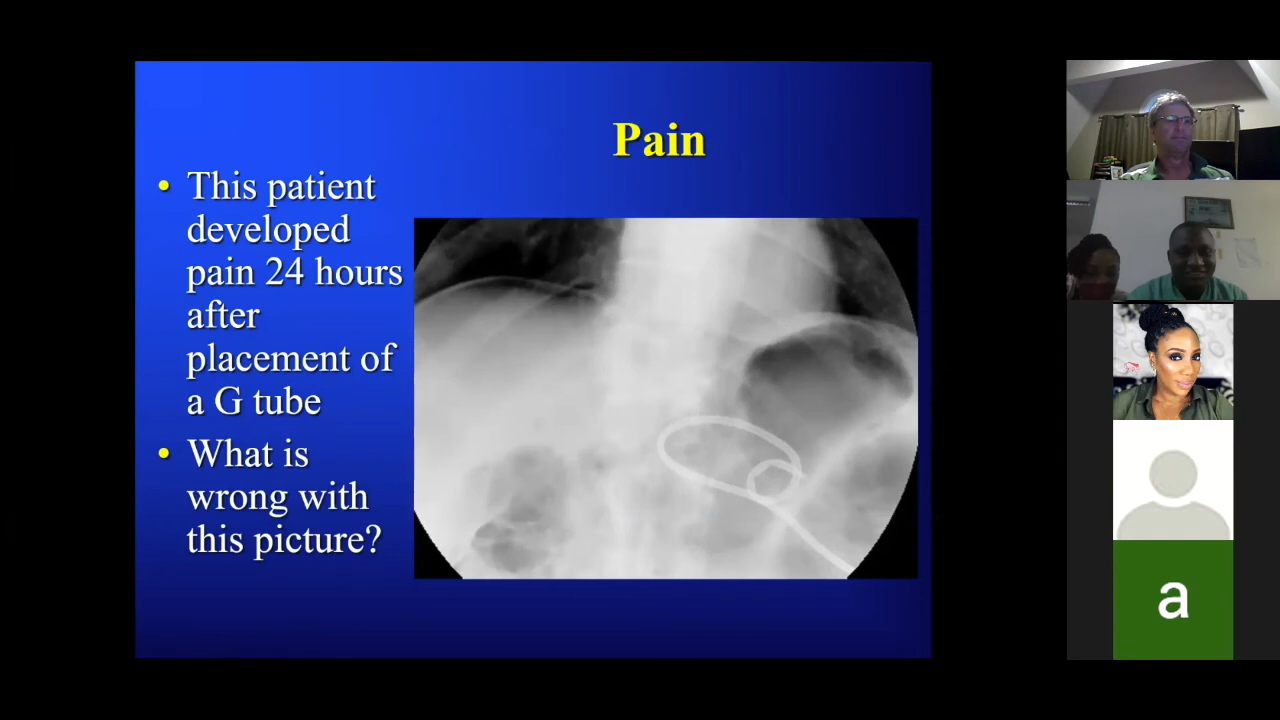 Pain
• This patient
developed
pain 24 hours
after
placement of
a G tube
• What is
wrong with
this picture?
a